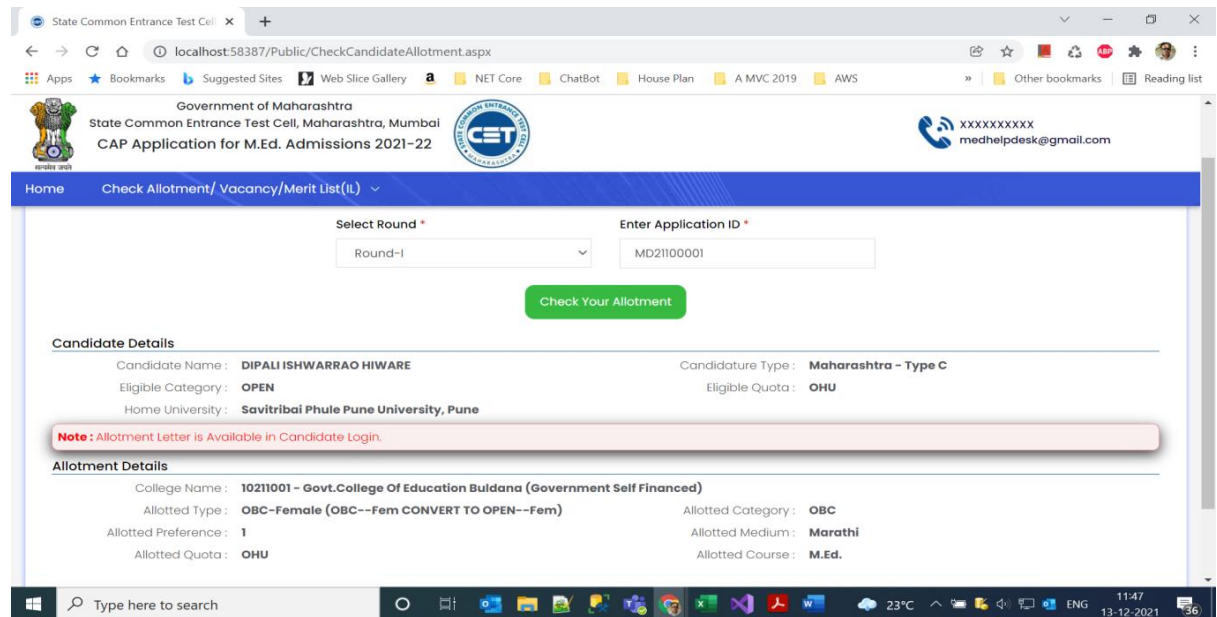 State Common Entrance Test Cell
localhost:58387/Public/CheckCandidateAllotment.aspx
ABP
Apps Bookmarks Suggested Sites Web Slice Gallery NET Core ChatBot House Plan A MVC 2019 AWS » Other bookmarks Reading list
Government of Maharashtra
State Common Entrance Test Cell, Maharashtra, Mumbai
CAP Application for M.Ed. Admissions 2021-22
सत्यमेव जयते
CET
xxxxxxxxxx
medhelpdesk@gmail.com
Home Check Allotment/ Vacancy/Merit List(IL)
Select Round * Enter Application ID *
Round-I MD21100001
Check Your Allotment
Candidate Details
Candidate Name : DIPALI ISHWARRAO HIWARE Candidature Type : Maharashtra - Type C
Eligible Category : OPEN Eligible Quota : OHU
Home University : Savitribai Phule Pune University, Pune
Note : Allotment Letter is Available in Candidate Login.
Allotment Details
College Name : 10211001 - Govt.College Of Education Buldana (Government Self Financed)
Allotted Type : OBC-Female (OBC--Fem CONVERT TO OPEN--Fem) Allotted Category : OBC
Allotted Preference : 1 Allotted Medium : Marathi
Allotted Quota : OHU Allotted Course : M.Ed.
Type here to search 23°C ENG 11:47
13-12-2021 36